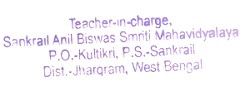 Teacher-in-charge,
Sankrail Anil Biswas Smriti Mahavidyalaya
P.O.-Kultikri, P.S.-Sankrail
Dist.-Jhargram, West Bengal